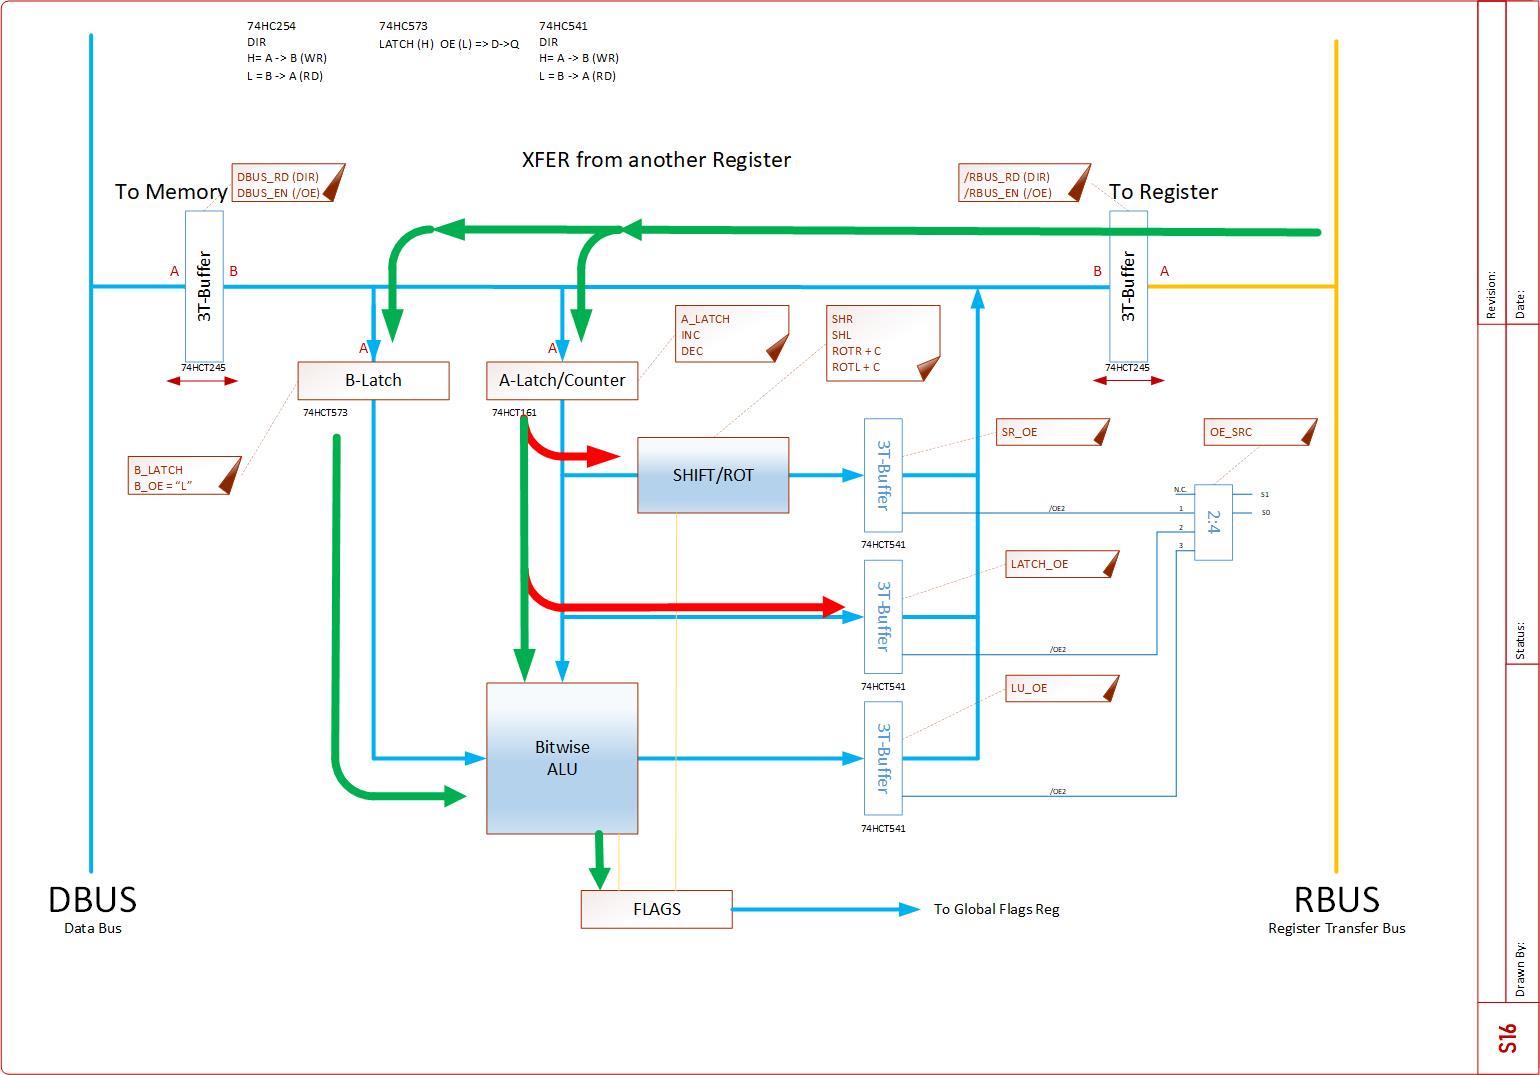 74HC254
DIR
H= A -> B (WR)
L = B -> A (RD)
74HC573
LATCH (H)  OE (L) => D->Q
74HC541
DIR
H= A -> B (WR)
L = B -> A (RD)
XFER from another Register
To Memory
DBUS_RD (DIR)
DBUS_EN (/OE)
/RBUS_RD (DIR)
/RBUS_EN (/OE)
To Register
A
3T-Buffer
B
B
3T-Buffer
A
74HCT245
74HCT245
A_LATCH
INC
DEC
SHR
SHL
ROTR + C
ROTL + C
A
B-Latch
74HCT573
A
A-Latch/Counter
74HCT161
B_LATCH
B_OE = “L”
SHIFT/ROT
3T-Buffer
74HCT541
SR_OE
OE_SRC
N.C.
1
2
3
2:4
S1
S0
/OE2
LATCH_OE
3T-Buffer
74HCT541
/OE2
LU_OE
Bitwise
ALU
3T-Buffer
74HCT541
/OE2
FLAGS
To Global Flags Reg
DBUS
Data Bus
RBUS
Register Transfer Bus
Revision:
Date:
Status:
Drawn By:
S16